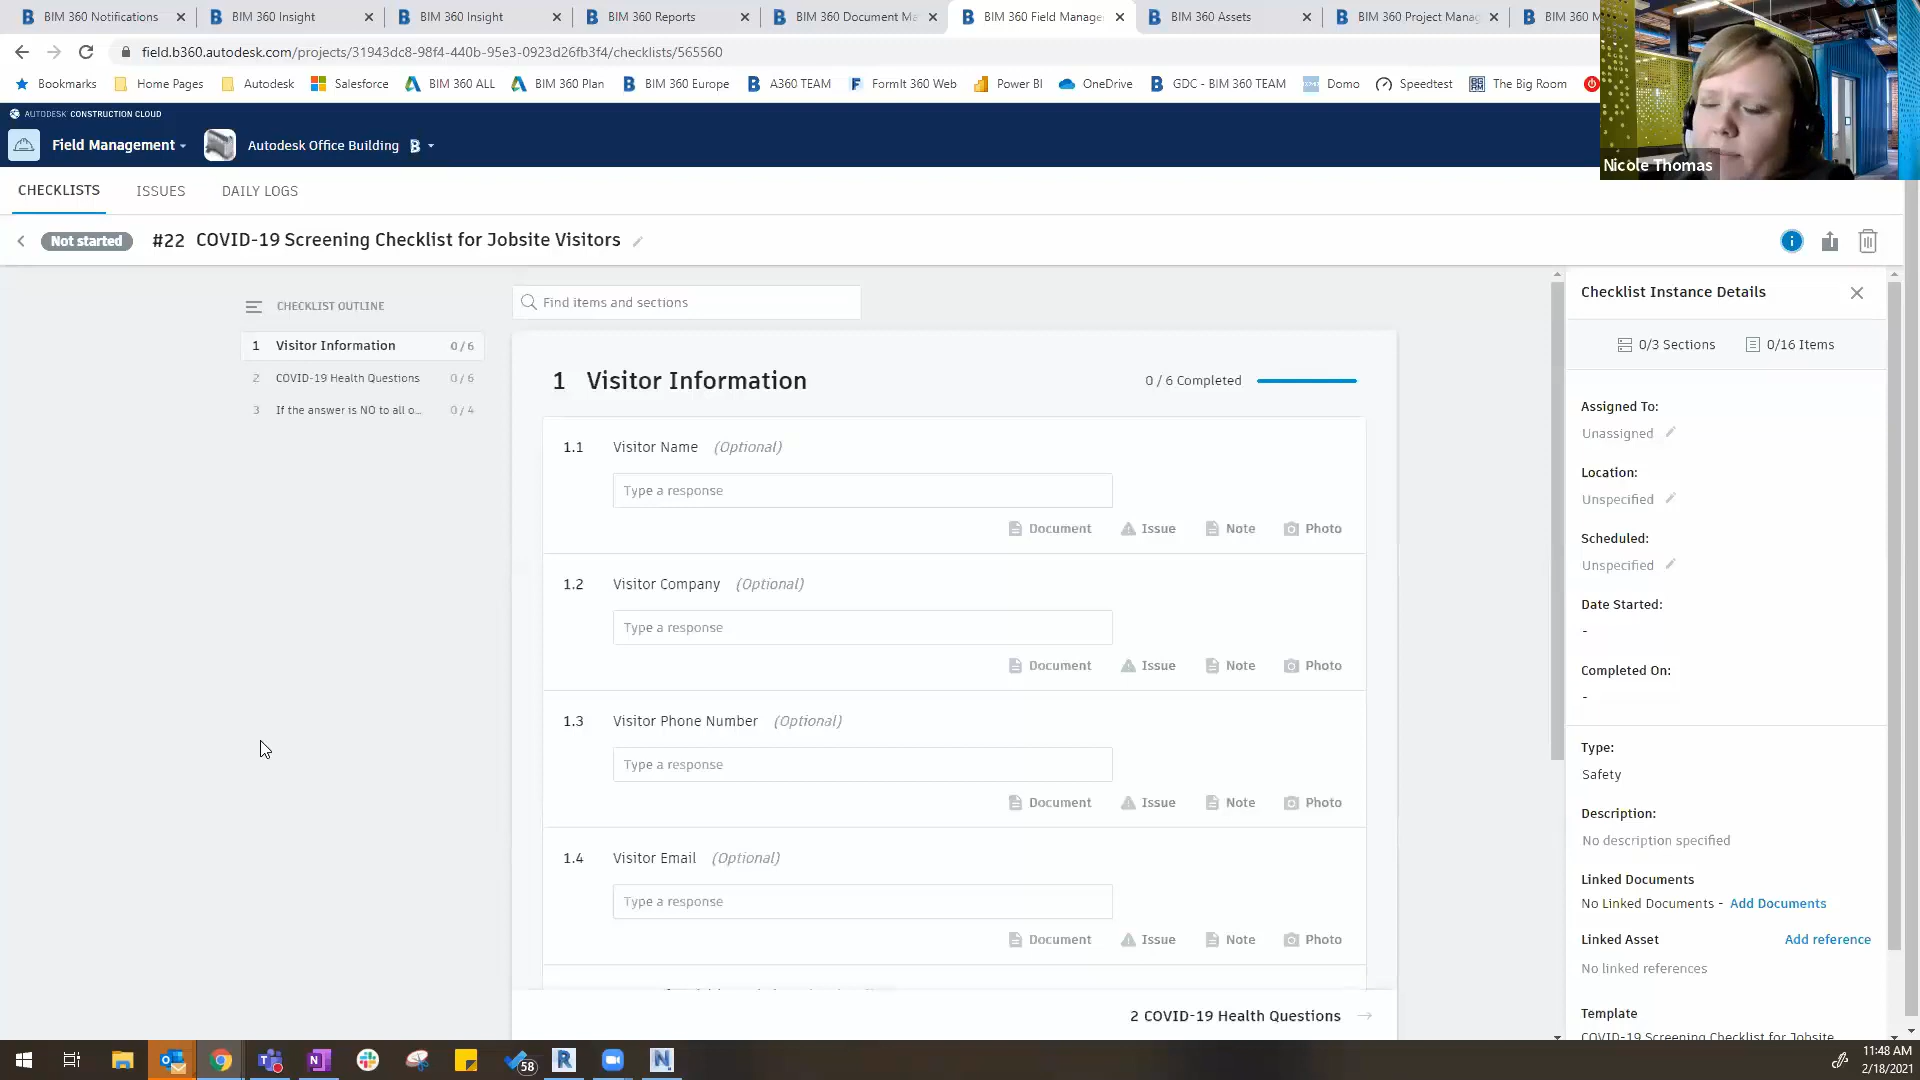 BIM 360 Notifications
BIM 360 Insight
BIM 360 Insight
BIM 360 Reports
BIM 360 Document Ma
BIM 360 Field Manage
BIM 360 Assets
BIM 360 Project Manag
BIM 360 M
field.b360.autodesk.com/projects/31943dc8-98f4-440b-95e3-0923d26fb3f4/checklists/565560
Bookmarks
Home Pages
Autodesk
Salesforce
BIM 360 ALL
BIM 360 Plan
BIM 360 Europe
A360 TEAM
FormIt 360 Web
Power BI
OneDrive
GDC - BIM 360 TEAM
Domo
Speedtest
The Big Room
Nicole Thomas
AUTODESK CONSTRUCTION CLOUD
Field Management
Autodesk Office Building
CHECKLISTS
ISSUES
DAILY LOGS
Not started
#22 COVID-19 Screening Checklist for Jobsite Visitors
CHECKLIST OUTLINE
1 Visitor Information 0 / 6
2 COVID-19 Health Questions 0 / 6
3 If the answer is NO to all o... 0 / 4
Find items and sections
1 Visitor Information
0 / 6 Completed
1.1 Visitor Name (Optional)
Type a response
Document Issue Note Photo
1.2 Visitor Company (Optional)
Type a response
Document Issue Note Photo
1.3 Visitor Phone Number (Optional)
Type a response
Document Issue Note Photo
1.4 Visitor Email (Optional)
Type a response
Document Issue Note Photo
2 COVID-19 Health Questions
Checklist Instance Details
0/3 Sections
0/16 Items
Assigned To:
Unassigned
Location:
Unspecified
Scheduled:
Unspecified
Date Started:
-
Completed On:
-
Type:
Safety
Description:
No description specified
Linked Documents
No Linked Documents - Add Documents
Linked Asset Add reference
No linked references
Template
COVID-19 Screening Checklist for Jobsite
58
11:48 AM
2/18/2021